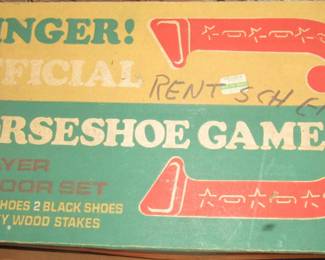 INGER!
FFICIAL
RENTSCHE
RSESHOE GAME
AYER
OOR SET
HOES 2 BLACK SHOES
Y WOOD STAKES